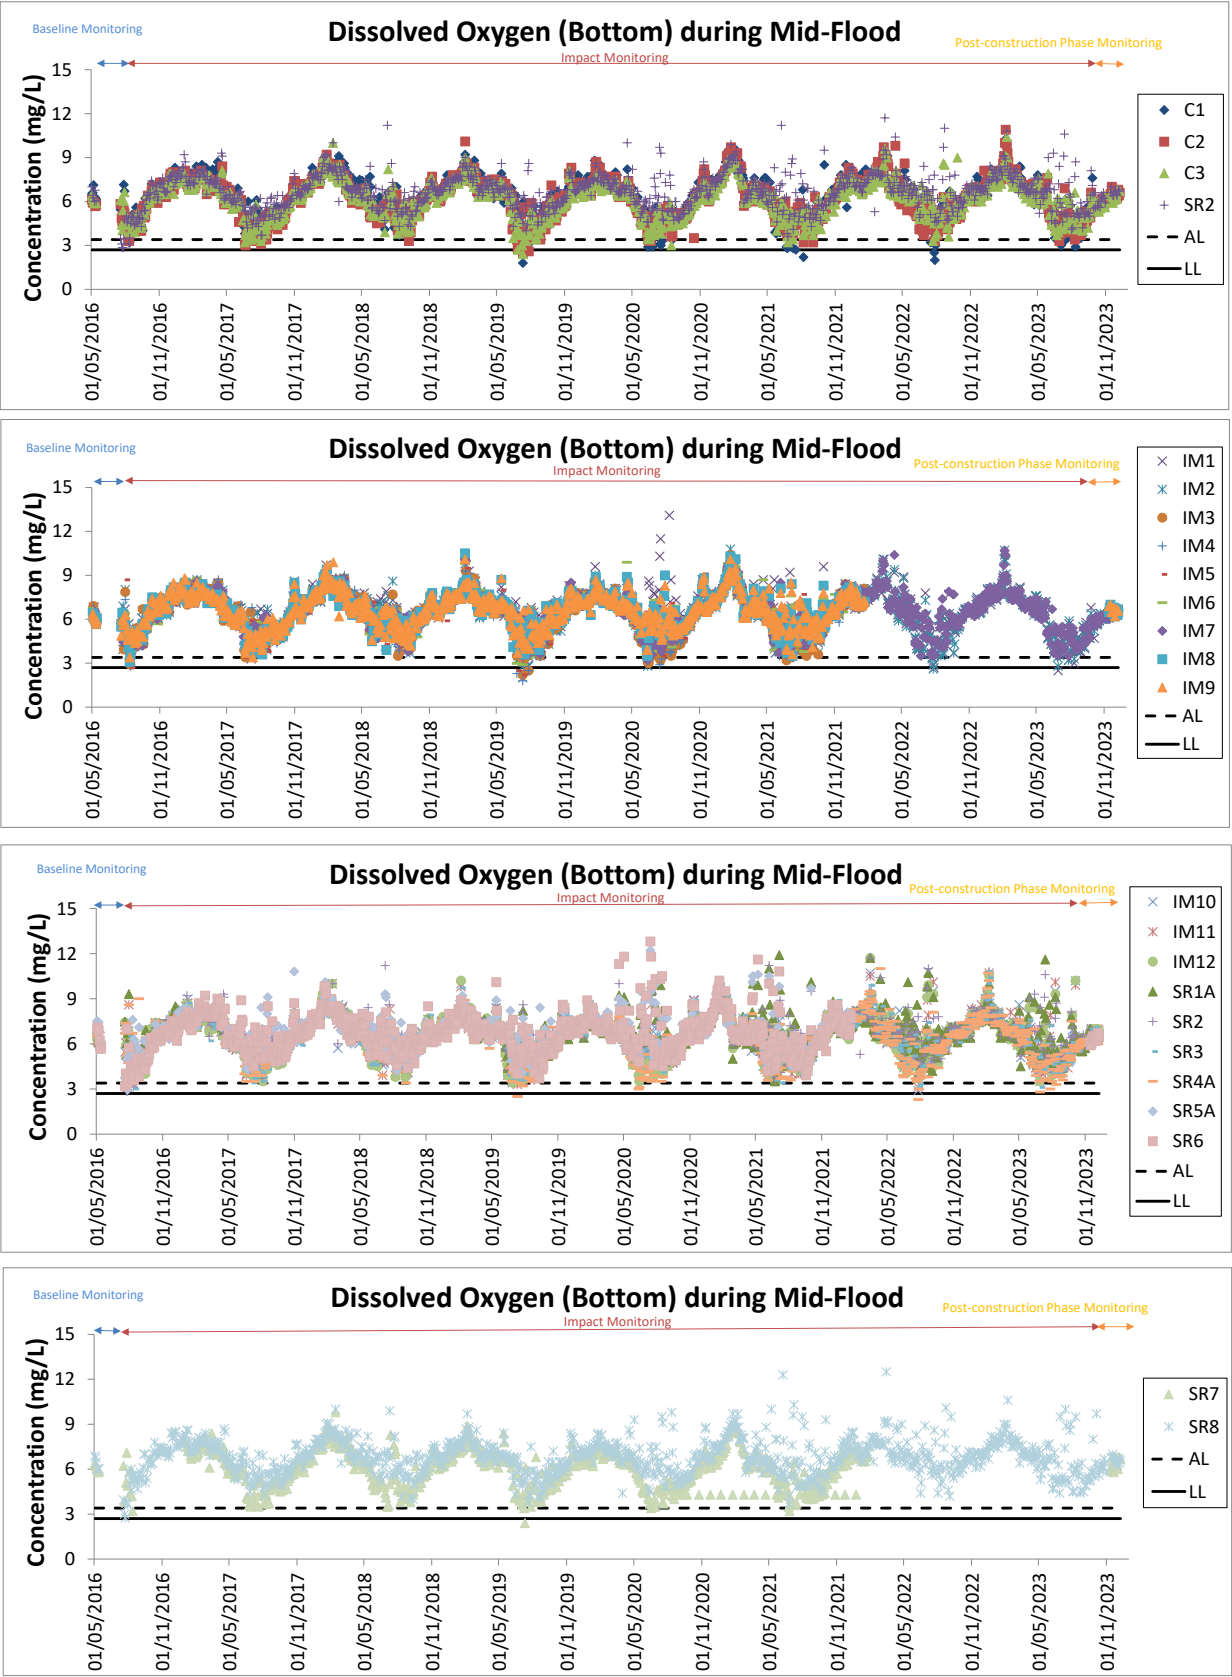 Baseline Monitoring
Dissolved Oxygen (Bottom) during Mid-Flood
Post-construction Phase Monitoring
Impact Monitoring
Concentration (mg/L)
15
12
9
6
3
0
01/05/2016
01/11/2016
01/05/2017
01/11/2017
01/05/2018
01/11/2018
01/05/2019
01/11/2019
01/05/2020
01/11/2020
01/05/2021
01/11/2021
01/05/2022
01/11/2022
01/05/2023
01/11/2023
C1
C2
C3
SR2
AL
LL
Baseline Monitoring
Dissolved Oxygen (Bottom) during Mid-Flood
Post-construction Phase Monitoring
Impact Monitoring
Concentration (mg/L)
15
12
9
6
3
0
01/05/2016
01/11/2016
01/05/2017
01/11/2017
01/05/2018
01/11/2018
01/05/2019
01/11/2019
01/05/2020
01/11/2020
01/05/2021
01/11/2021
01/05/2022
01/11/2022
01/05/2023
01/11/2023
IM1
IM2
IM3
IM4
IM5
IM6
IM7
IM8
IM9
AL
LL
Baseline Monitoring
Dissolved Oxygen (Bottom) during Mid-Flood
Post-construction Phase Monitoring
Impact Monitoring
Concentration (mg/L)
15
12
9
6
3
0
01/05/2016
01/11/2016
01/05/2017
01/11/2017
01/05/2018
01/11/2018
01/05/2019
01/11/2019
01/05/2020
01/11/2020
01/05/2021
01/11/2021
01/05/2022
01/11/2022
01/05/2023
01/11/2023
IM10
IM11
IM12
SR1A
SR2
SR3
SR4A
SR5A
SR6
AL
LL
Baseline Monitoring
Dissolved Oxygen (Bottom) during Mid-Flood
Post-construction Phase Monitoring
Impact Monitoring
Concentration (mg/L)
15
12
9
6
3
0
01/05/2016
01/11/2016
01/05/2017
01/11/2017
01/05/2018
01/11/2018
01/05/2019
01/11/2019
01/05/2020
01/11/2020
01/05/2021
01/11/2021
01/05/2022
01/11/2022
01/05/2023
01/11/2023
SR7
SR8
AL
LL